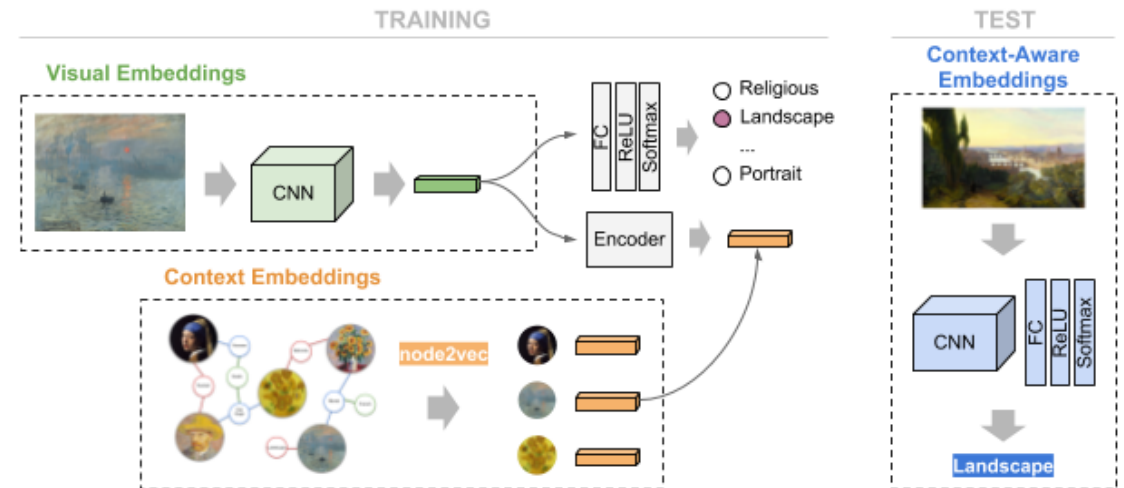 TRAINING
Visual Embeddings
CNN
FC
ReLU
Softmax
Religious
Landscape
...
Portrait
Encoder
Context Embeddings
node2vec
TEST
Context-Aware
Embeddings
CNN
FC
ReLU
Softmax
Landscape